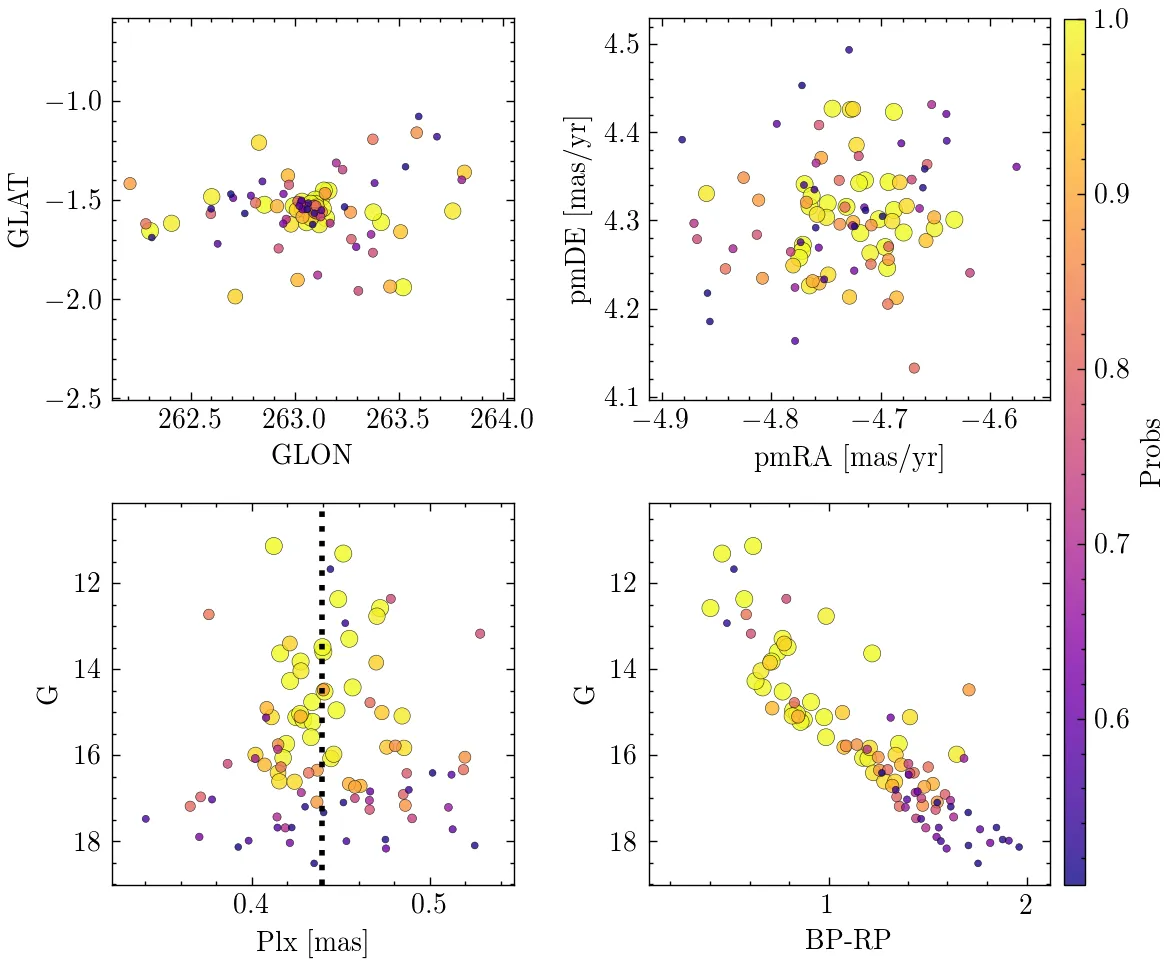 −1.0
−1.5
−2.0
−2.5
GLAT
262.5 263.0 263.5 264.0
GLON
4.5
4.4
4.3
4.2
4.1
pmDE [mas/yr]
−4.9 −4.8 −4.7 −4.6
pmRA [mas/yr]
1.0
0.9
0.8
0.7
0.6
Probs
12
14
16
18
G
0.4 0.5
Plx [mas]
12
14
16
18
G
1 2
BP-RP